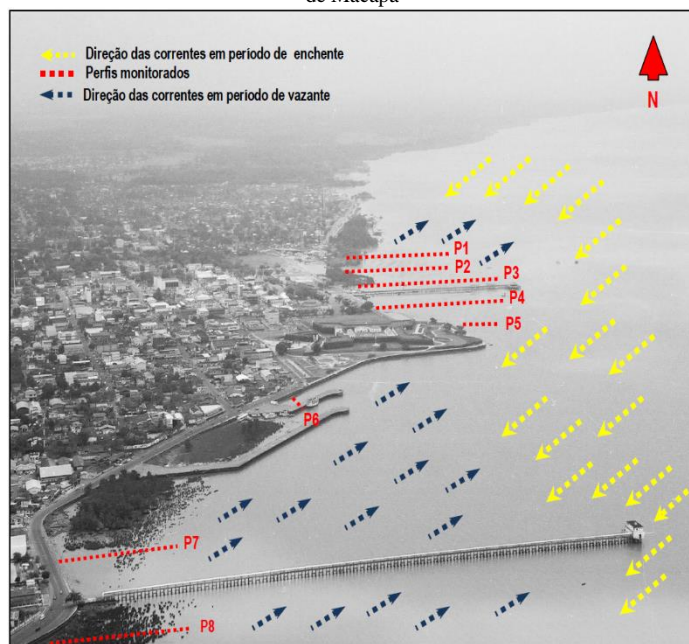 de Macapá
Direção das correntes em período de enchente
Perfis monitorados
Direção das correntes em período de vazante
N
P1
P2
P3
P4
P5
P6
P7
P8